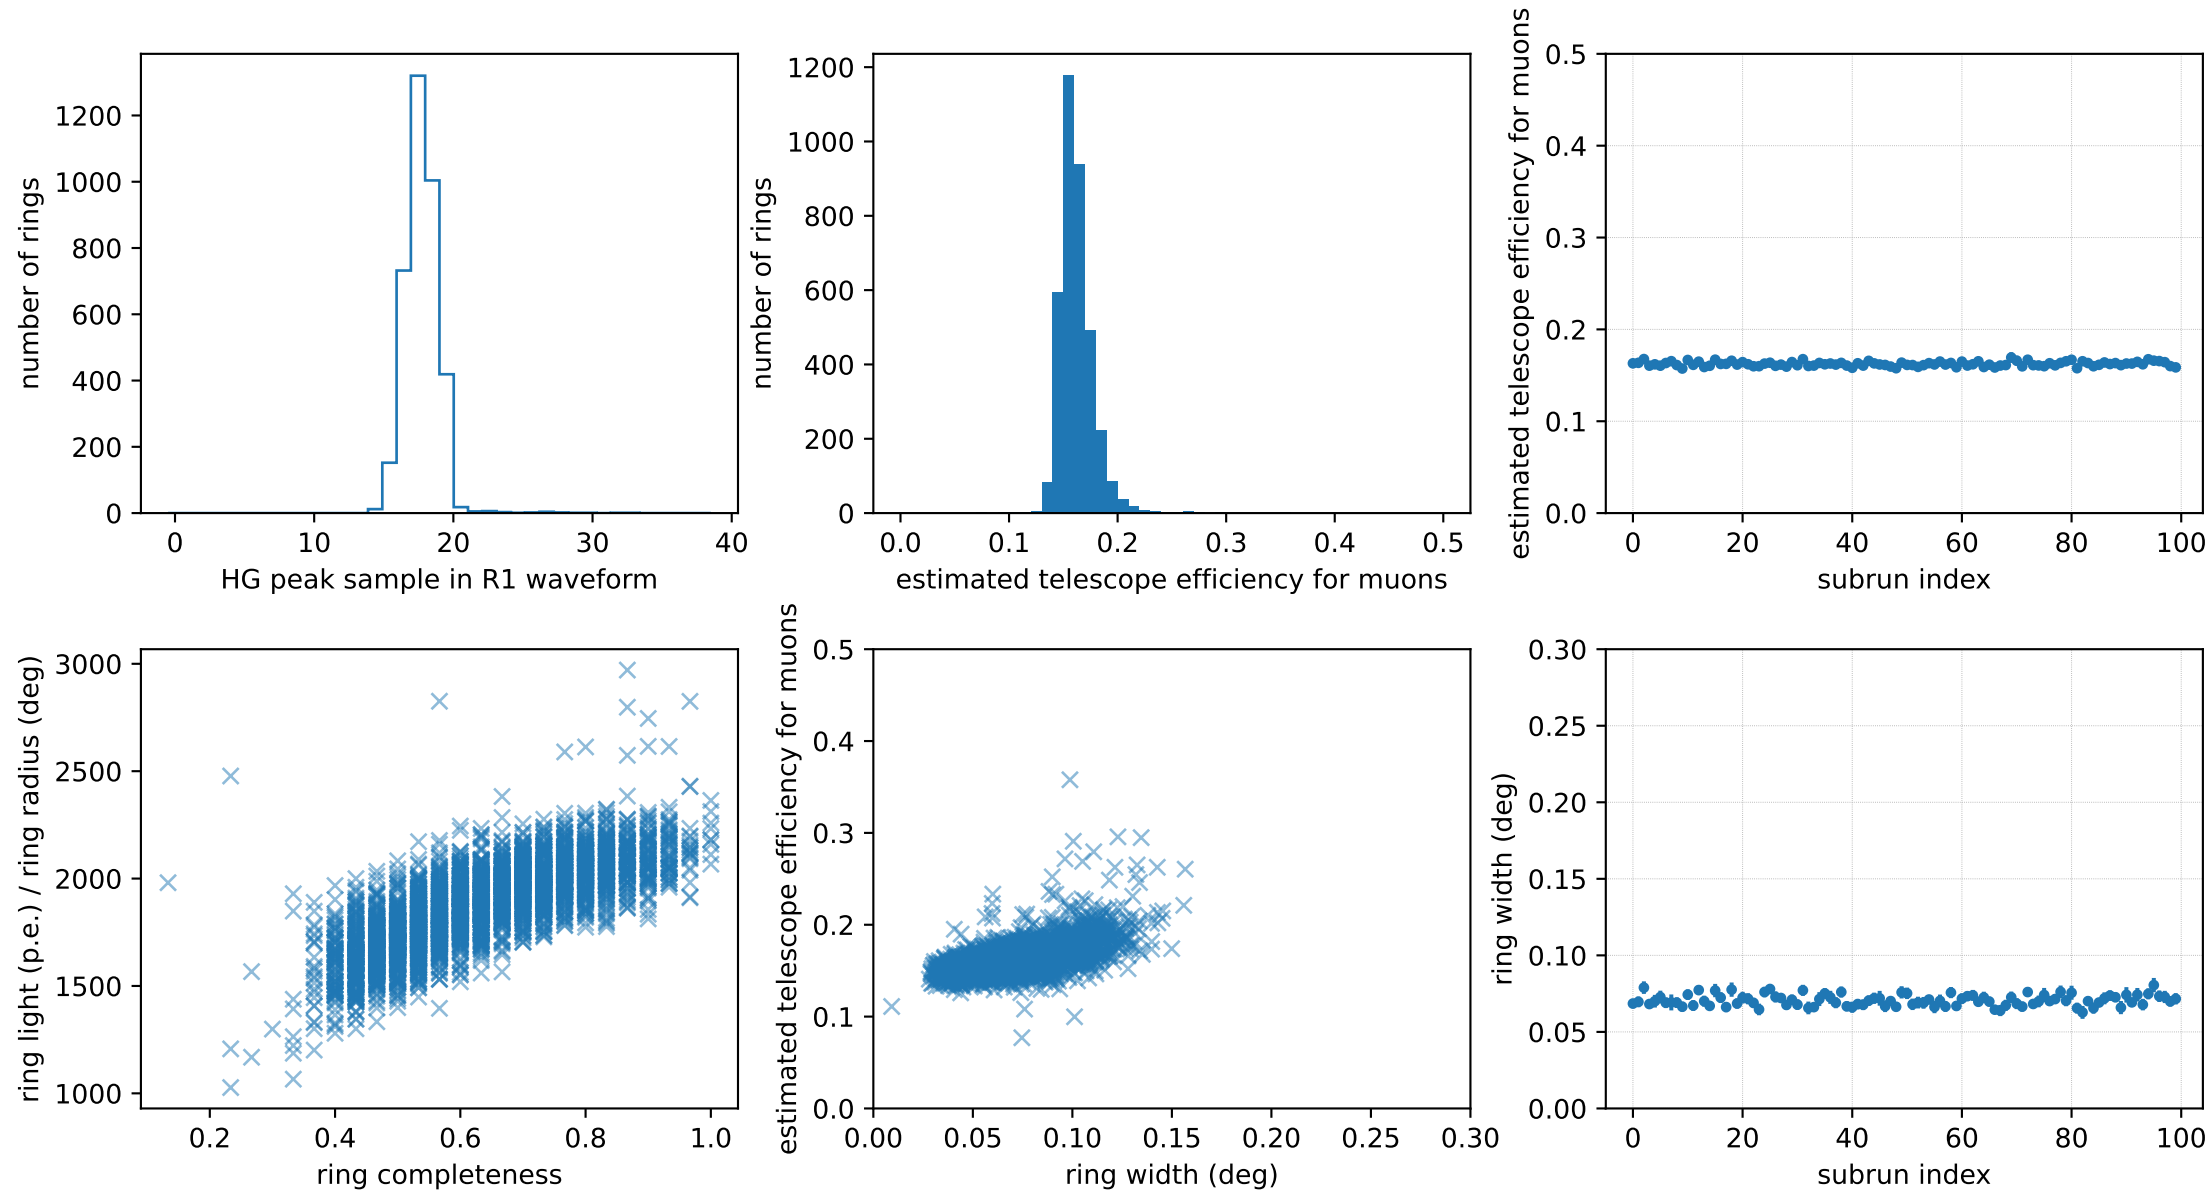 number of rings
1200
1000
800
600
400
200
0
0 10 20 30 40
HG peak sample in R1 waveform
number of rings
1200
1000
800
600
400
200
0
0.0 0.1 0.2 0.3 0.4 0.5
estimated telescope efficiency for muons
estimated telescope efficiency for muons
0.5
0.4
0.3
0.2
0.1
0.0
0 20 40 60 80 100
subrun index
ring light (p.e.) / ring radius (deg)
3000
2500
2000
1500
1000
0.2 0.4 0.6 0.8 1.0
ring completeness
estimated telescope efficiency for muons
0.5
0.4
0.3
0.2
0.1
0.0
0.00 0.05 0.10 0.15 0.20 0.25 0.30
ring width (deg)
ring width (deg)
0.30
0.25
0.20
0.15
0.10
0.05
0.00
0 20 40 60 80 100
subrun index